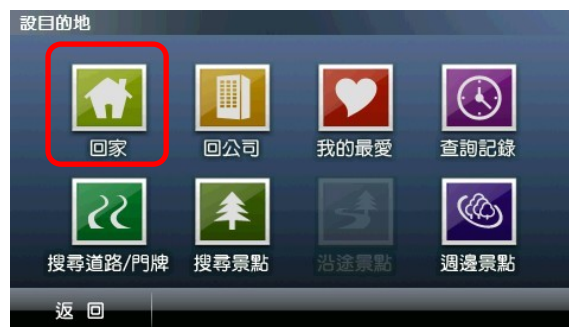 設目的地
回家 回公司 我的最愛 查詢記錄
搜尋道路/門牌 搜尋景點 沿途景點 週邊景點
返回